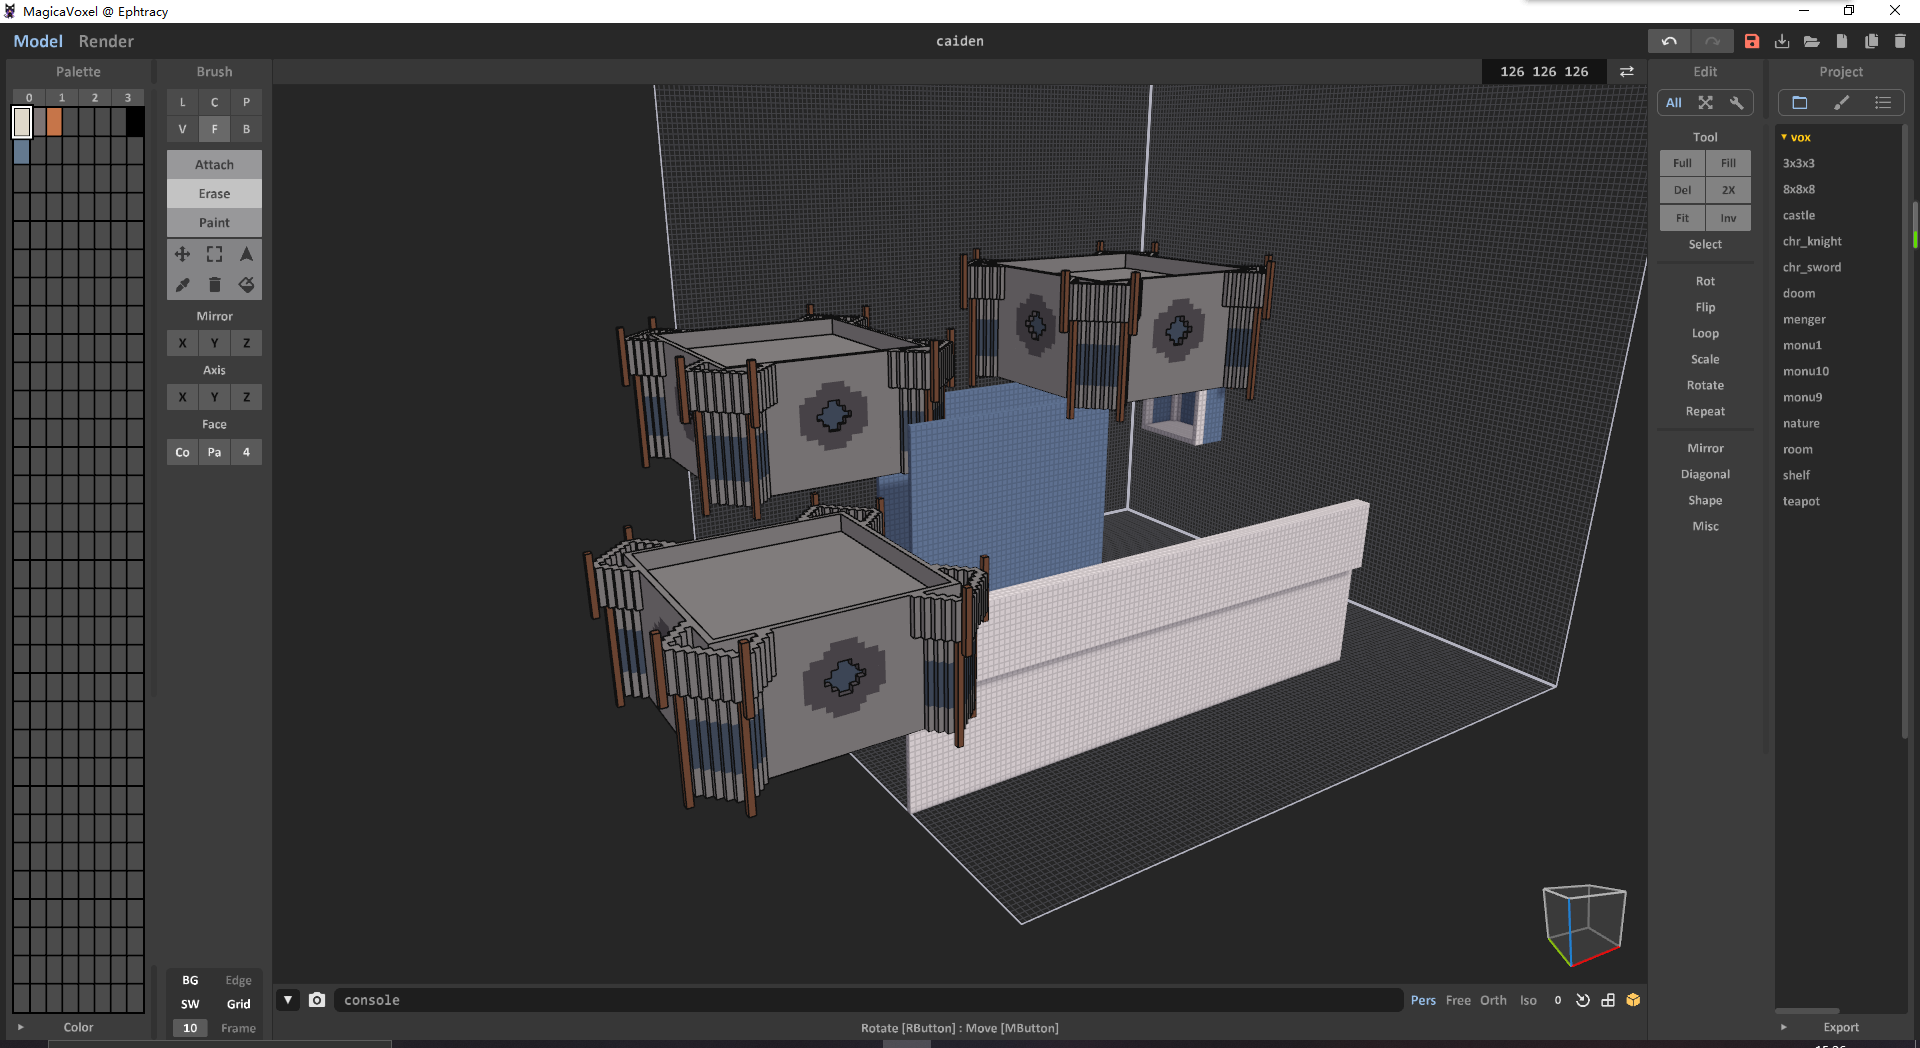 MagicaVoxel @ Ephtracy
Model Render
caiden
Palette
0 1 2 3
Color
Brush
L C P
V F B
Attach
Erase
Paint
Mirror
X Y Z
Axis
X Y Z
Face
Co Pa 4
BG Edge
SW Grid
10 Frame
126 126 126
console
Pers Free Orth Iso 0
Rotate [RButton] : Move [MButton]
Edit
All
Tool
Full Fill
Del 2X
Fit Inv
Select
Rot
Flip
Loop
Scale
Rotate
Repeat
Mirror
Diagonal
Shape
Misc
Project
vox
3x3x3
8x8x8
castle
chr_knight
chr_sword
doom
menger
monu1
monu10
monu9
nature
room
shelf
teapot
Export